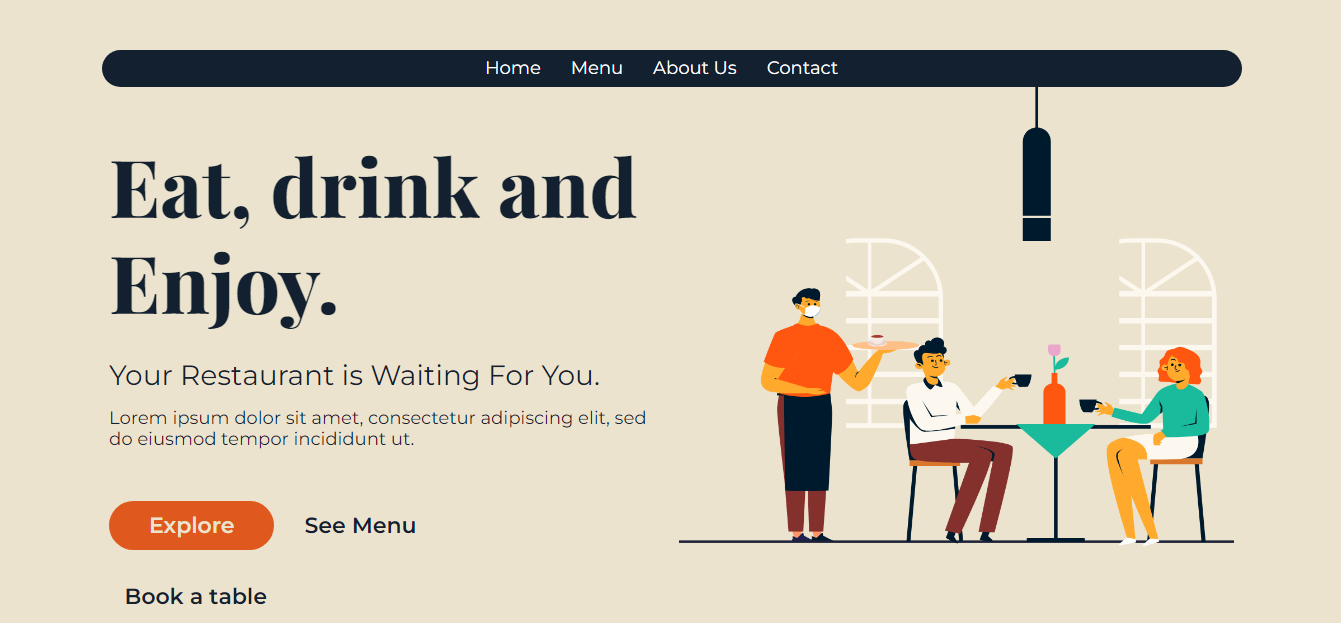 Home Menu About Us Contact
Eat, drink and
Enjoy.
Your Restaurant is Waiting For You.
Lorem ipsum dolor sit amet, consectetur adipiscing elit, sed
do eiusmod tempor incididunt ut.
Explore See Menu
Book a table